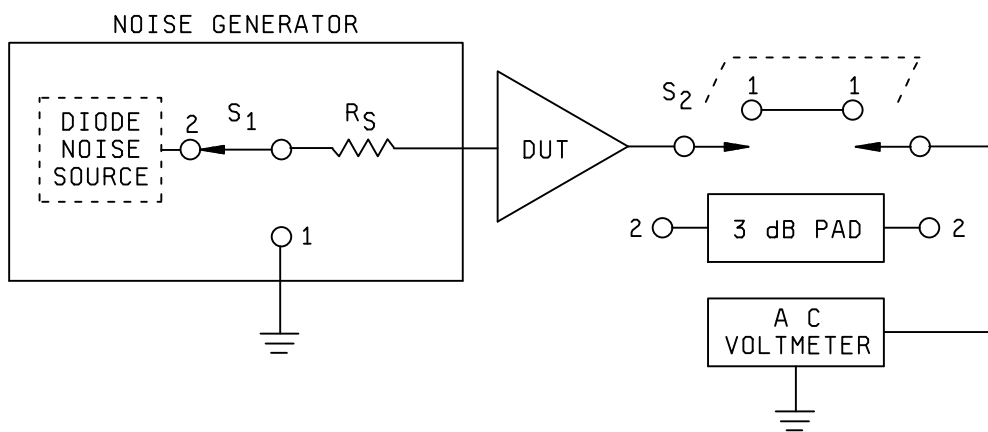 NOISE GENERATOR
DIODE
NOISE
SOURCE
2
S1
RS
1
DUT
S2
1
1
2
3 dB PAD
2
A C
VOLTMETER